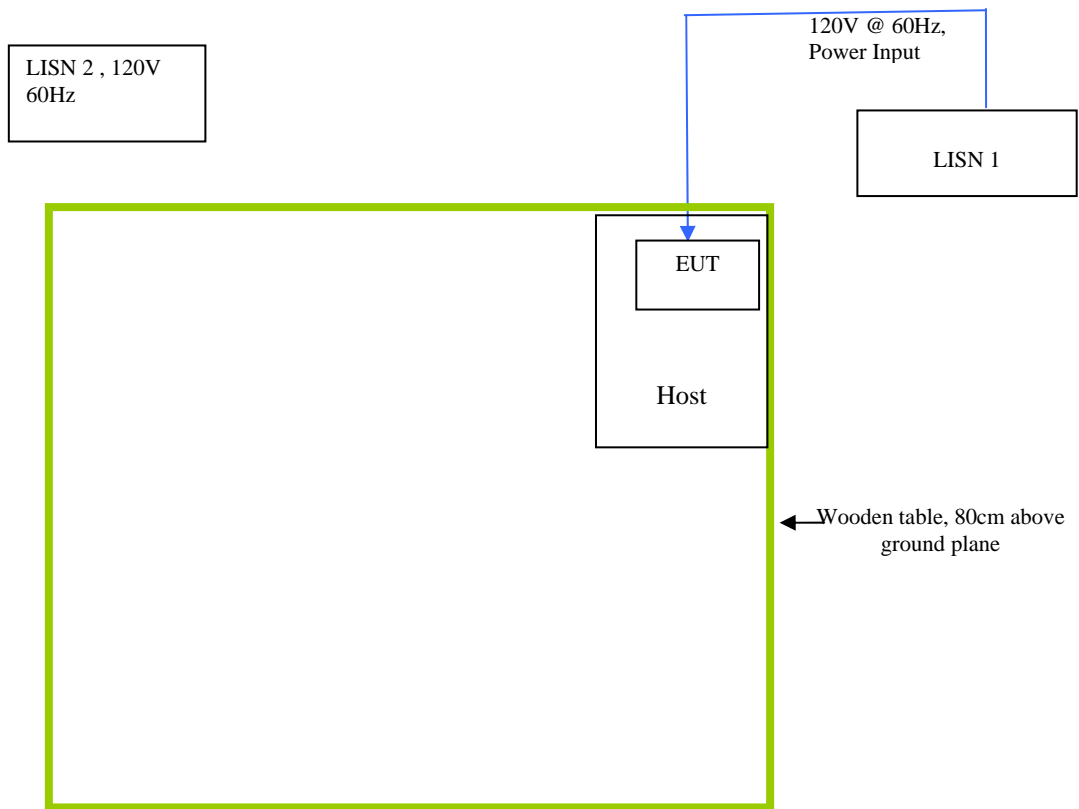 120V @ 60Hz,
Power Input
LISN 2 , 120V
60Hz
LISN 1
EUT
Host
Wooden table, 80cm above
ground plane